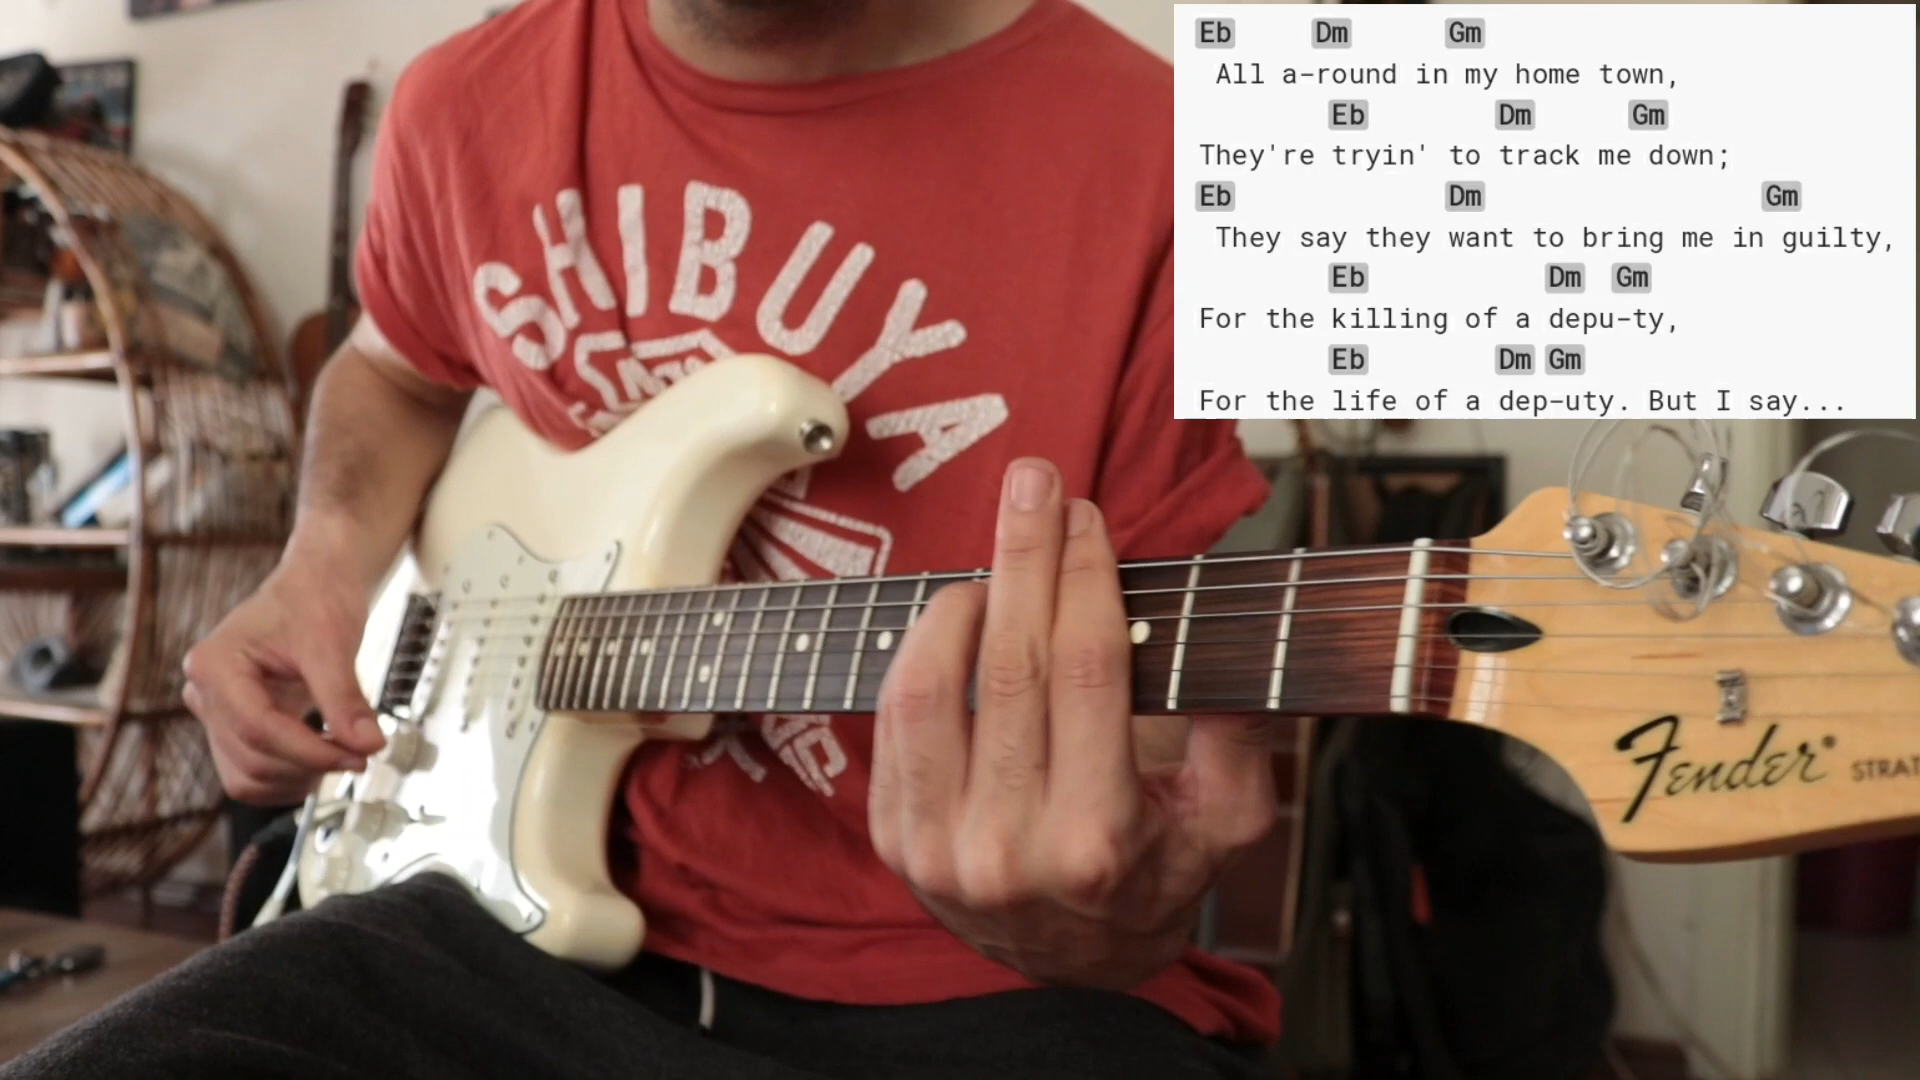 Eb Dm Gm
All a-round in my home town,
Eb Dm Gm
They're tryin' to track me down;
Eb Dm Gm
They say they want to bring me in guilty,
Eb Dm Gm
For the killing of a depu-ty,
Eb Dm Gm
For the life of a dep-uty. But I say...
SHIBUYA
Fender® STRAT